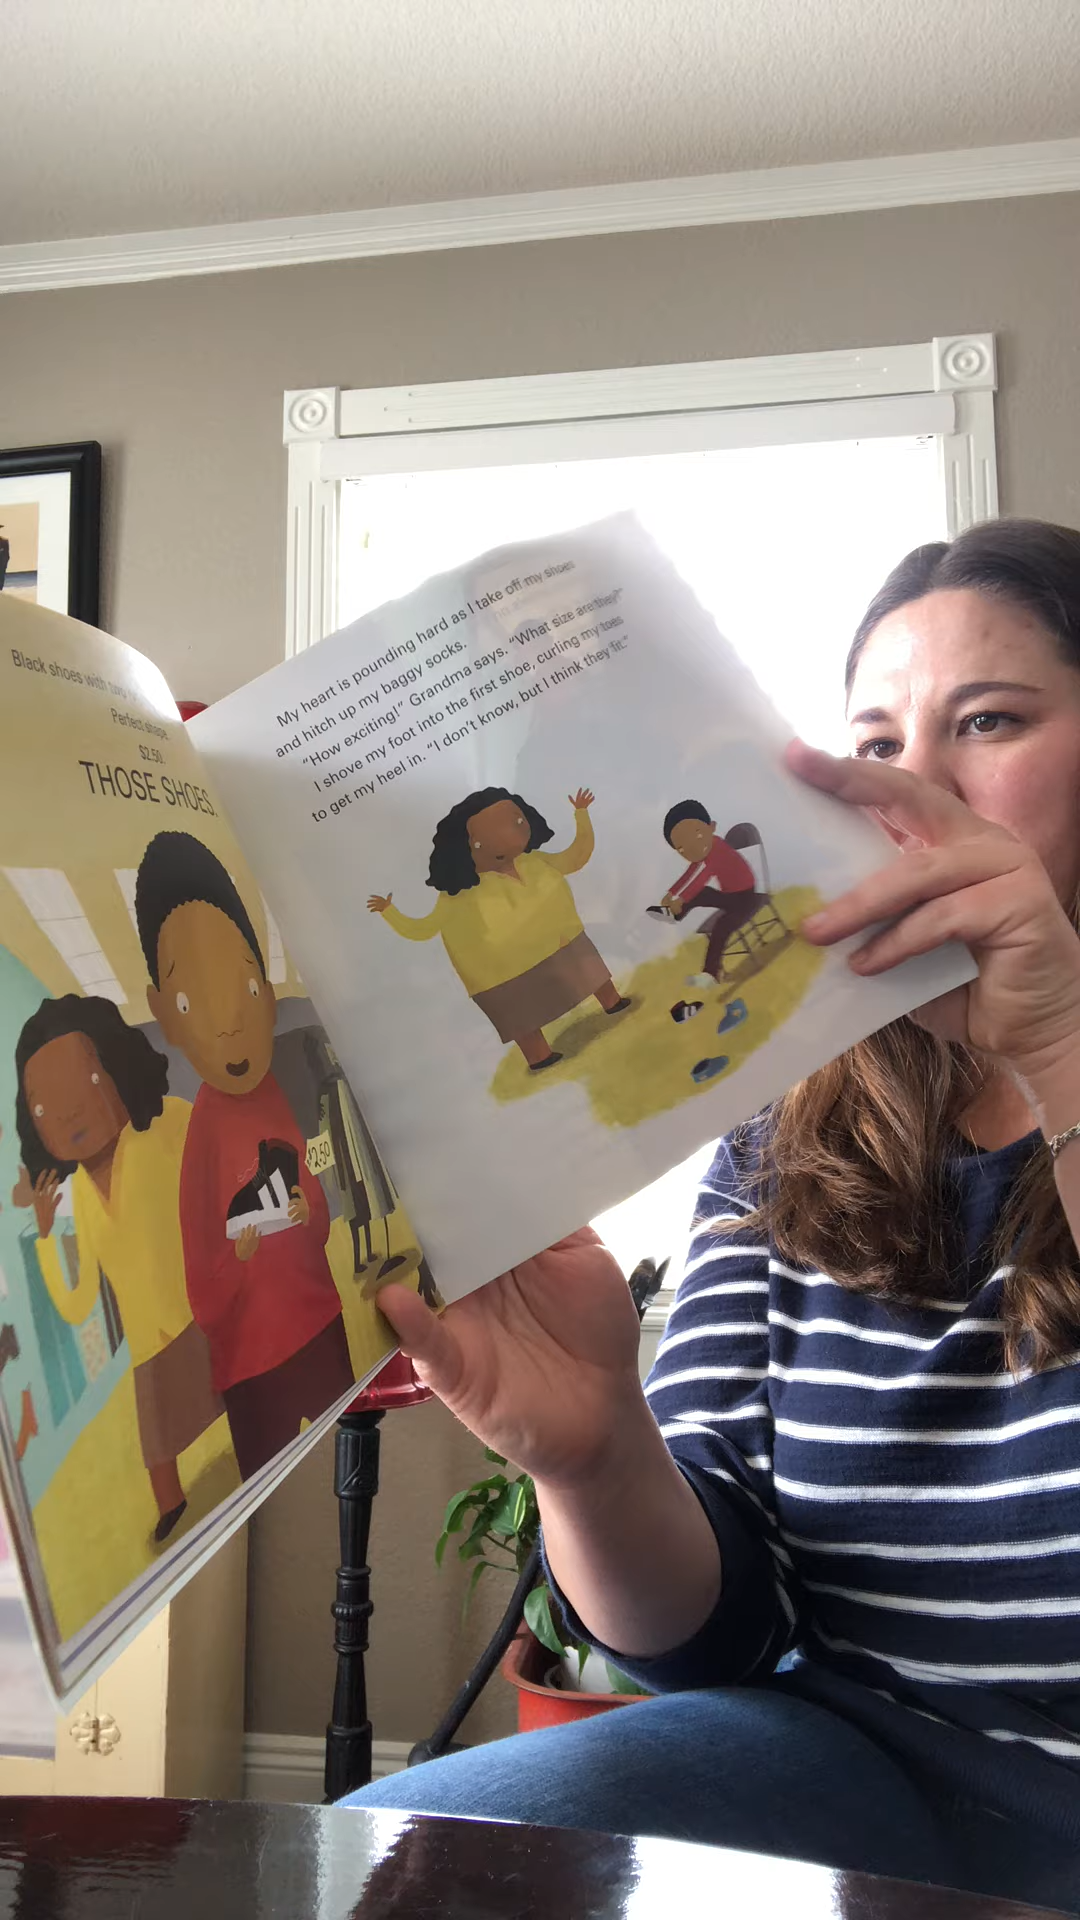 Black shoes with two
Perfect shape.
$2.50.
THOSE SHOES.
$2.50
My heart is pounding hard as I take off my shoes
and hitch up my baggy socks.
"How exciting!" Grandma says. "What size are they?"
I shove my foot into the first shoe, curling my toes
to get my heel in. "I don't know, but I think they fit."